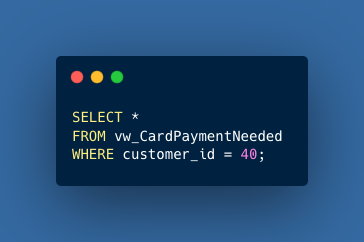 SELECT *
FROM vw_CardPaymentNeeded
WHERE customer_id = 40;